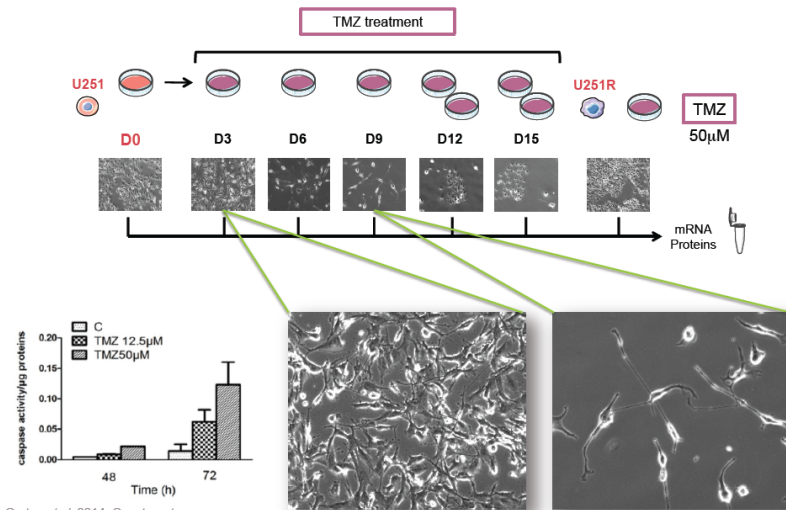 TMZ treatment
U251
U251R
TMZ
50µM
D0
D3
D6
D9
D12
D15
mRNA
Proteins
C
TMZ 12.5µM
TMZ50µM
caspase activity/µg proteins
0.20
0.15
0.10
0.05
0.00
48
72
Time (h)